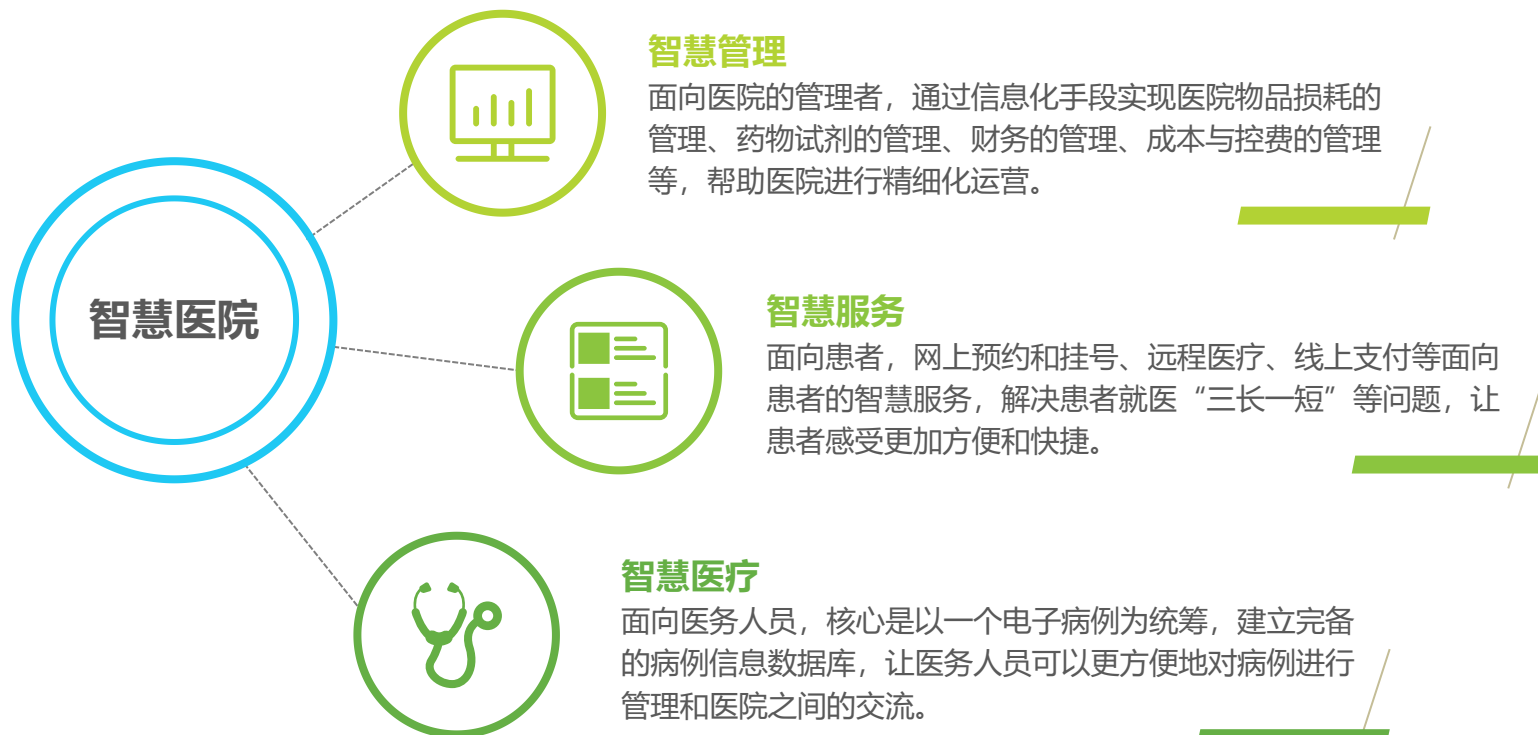 智慧管理
面向医院的管理者，通过信息化手段实现医院物品损耗的
管理、药物试剂的管理、财务的管理、成本与控费的管理
等，帮助医院进行精细化运营。
智慧医院
智慧服务
面向患者，网上预约和挂号、远程医疗、线上支付等面向
患者的智慧服务，解决患者就医“三长一短”等问题，让
患者感受更加方便和快捷。
智慧医疗
面向医务人员，核心是以一个电子病例为统筹，建立完备
的病例信息数据库，让医务人员可以更方便地对病例进行
管理和医院之间的交流。